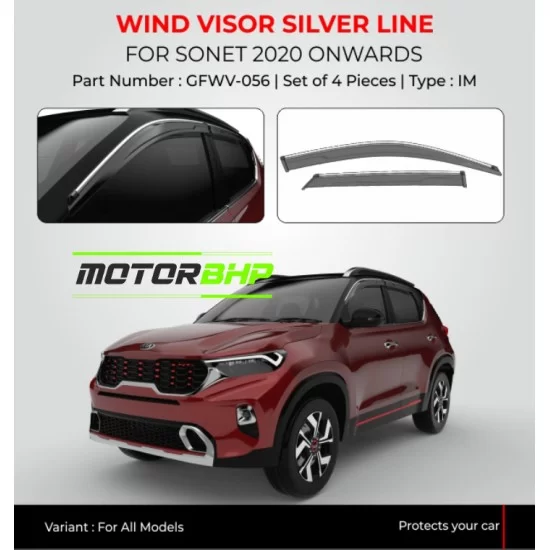 WIND VISOR SILVER LINE
FOR SONET 2020 ONWARDS
Part Number : GFWV-056 | Set of 4 Pieces | Type : IM
MOTORBHP
Variant : For All Models
Protects your car